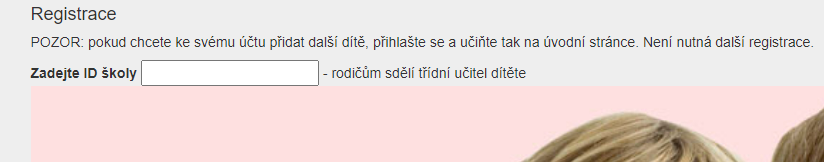 Registrace
POZOR: pokud chcete ke svému účtu přidat další dítě, přihlašte se a učiňte tak na úvodní stránce. Není nutná další registrace.
Zadejte ID školy - rodičům sdělí třídní učitel dítěte